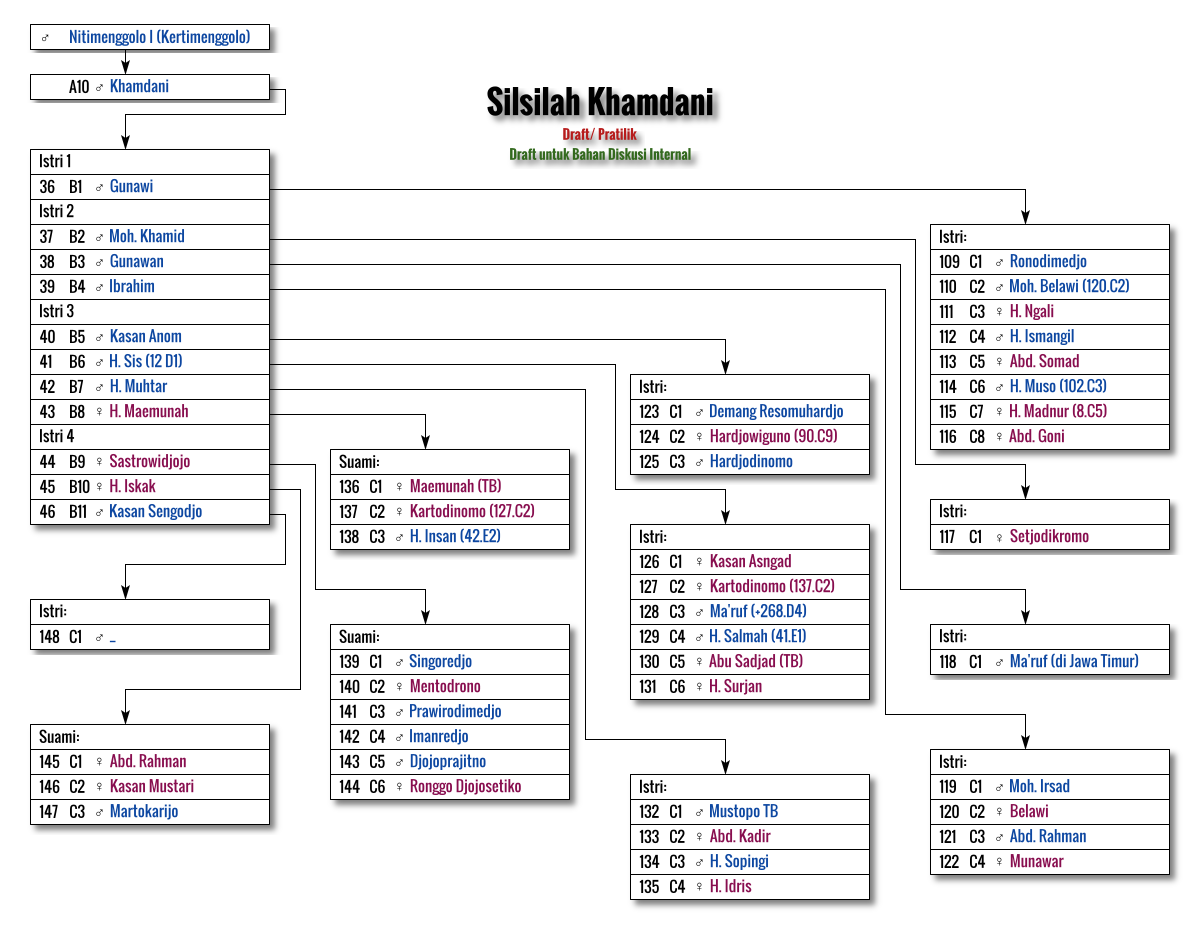 ♂ Nitimenggolo I (Kertimenggolo)
A10 ♂ Khamdani
Silsilah Khamdani
Draft/ Pratilik
Draft untuk Bahan Diskusi Internal
Istri 1
36 B1 ♂ Gunawi
Istri 2
37 B2 ♂ Moh. Khamid
38 B3 ♂ Gunawan
39 B4 ♂ Ibrahim
Istri 3
40 B5 ♂ Kasan Anom
41 B6 ♂ H. Sis (12 D1)
42 B7 ♂ H. Muhtar
43 B8 ♀ H. Maemunah
Istri 4
44 B9 ♀ Sastrowidjojo
45 B10 ♀ H. Iskak
46 B11 ♂ Kasan Sengodjo
Istri:
148 C1 ♂ _
Suami:
145 C1 ♀ Abd. Rahman
146 C2 ♀ Kasan Mustari
147 C3 ♂ Martokarijo
Suami:
136 C1 ♀ Maemunah (TB)
137 C2 ♀ Kartodinomo (127.C2)
138 C3 ♂ H. Insan (42.E2)
Suami:
139 C1 ♂ Singoredjo
140 C2 ♀ Mentodrono
141 C3 ♂ Prawirodimedjo
142 C4 ♂ Imanredjo
143 C5 ♂ Djojoprajitno
144 C6 ♀ Ronggo Djojosetiko
Istri:
123 C1 ♂ Demang Resomuhardjo
124 C2 ♀ Hardjowiguno (90.C9)
125 C3 ♂ Hardjodinomo
Istri:
126 C1 ♀ Kasan Asngad
127 C2 ♀ Kartodinomo (137.C2)
128 C3 ♂ Ma'ruf (+268.D4)
129 C4 ♂ H. Salmah (41.E1)
130 C5 ♀ Abu Sadjad (TB)
131 C6 ♀ H. Surjan
Istri:
132 C1 ♂ Mustopo TB
133 C2 ♀ Abd. Kadir
134 C3 ♂ H. Sopingi
135 C4 ♀ H. Idris
Istri:
109 C1 ♂ Ronodimedjo
110 C2 ♂ Moh. Belawi (120.C2)
111 C3 ♀ H. Ngali
112 C4 ♂ H. Ismangil
113 C5 ♀ Abd. Somad
114 C6 ♂ H. Muso (102.C3)
115 C7 ♀ H. Madnur (8.C5)
116 C8 ♀ Abd. Goni
Istri:
117 C1 ♀ Setjodikromo
Istri:
118 C1 ♂ Ma'ruf (di Jawa Timur)
Istri:
119 C1 ♂ Moh. Irsad
120 C2 ♀ Belawi
121 C3 ♂ Abd. Rahman
122 C4 ♀ Munawar